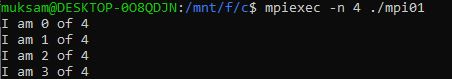 muksam@DESKTOP-0O8QDJN:/mnt/f/c$ mpiexec -n 4 ./mpi01
I am 0 of 4
I am 1 of 4
I am 2 of 4
I am 3 of 4